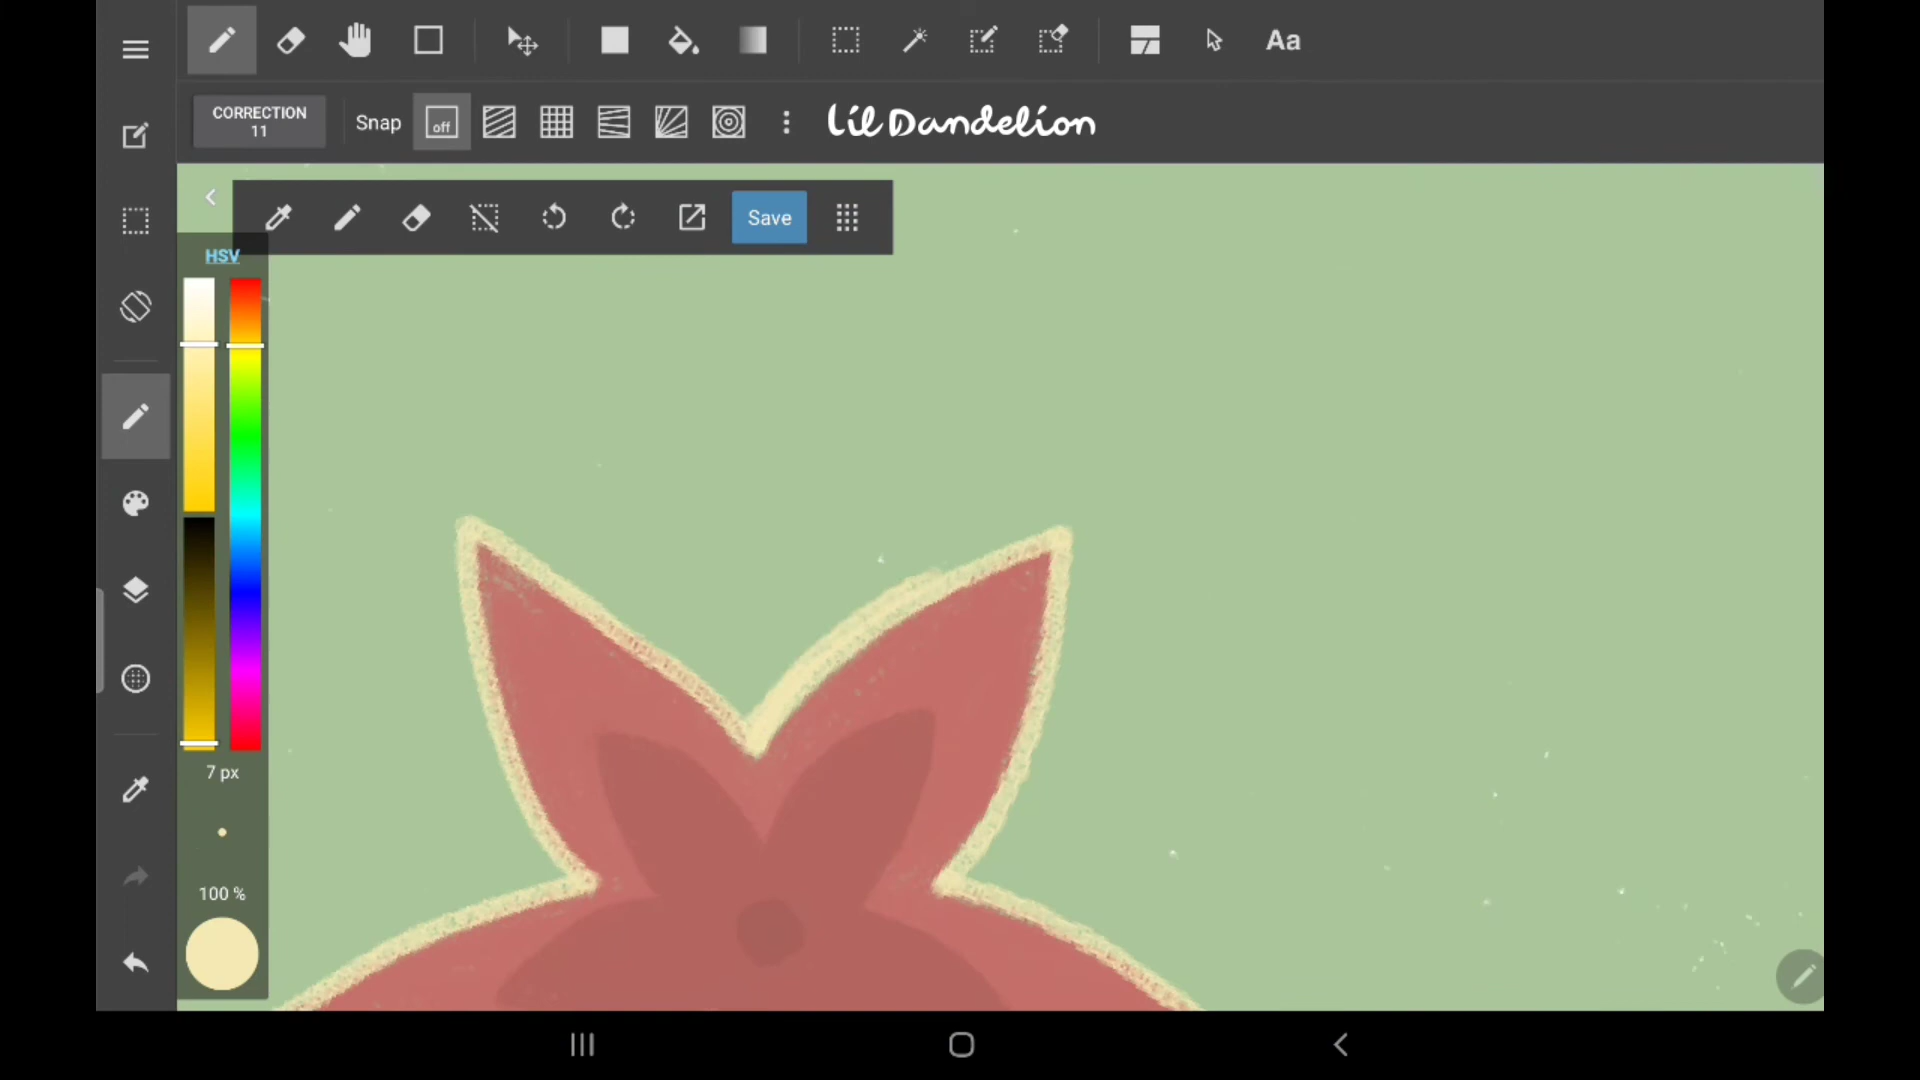 Aa
CORRECTION
11
Snap
off
Lil Dandelion
Save
HSV
7 px
100 %